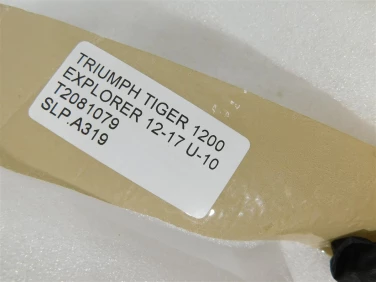 TRIUMPH TIGER 1200
EXPLORER 12-17 U-10
T2081079
SLP.A319